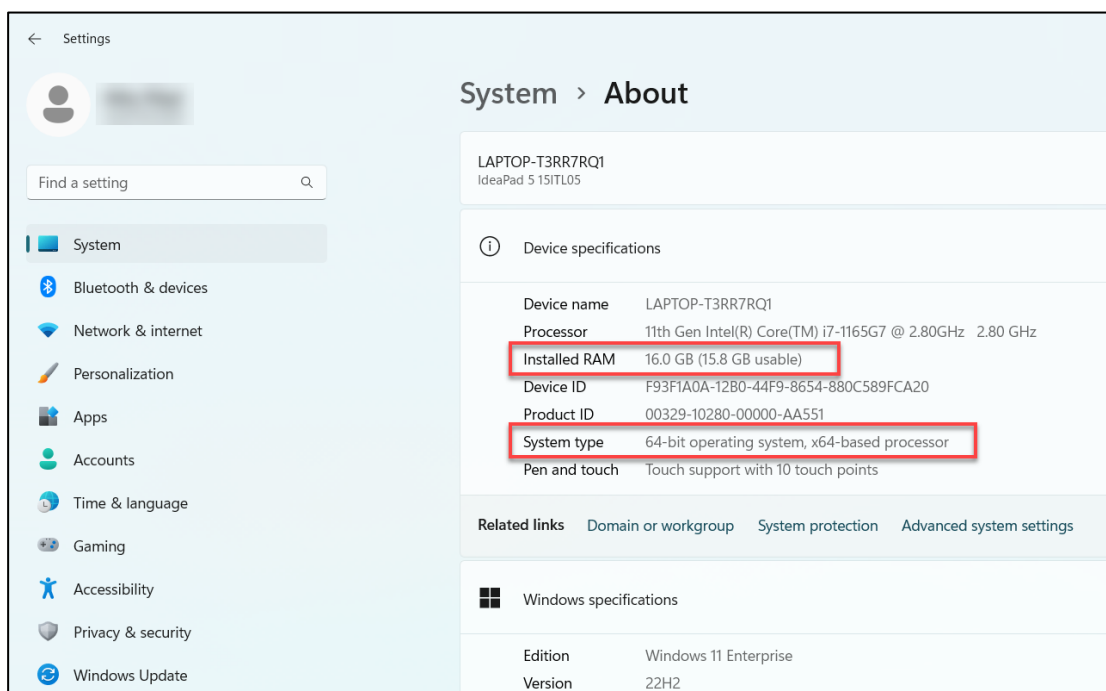 Settings
Find a setting
System
Bluetooth & devices
Network & internet
Personalization
Apps
Accounts
Time & language
Gaming
Accessibility
Privacy & security
Windows Update
System > About
LAPTOP-T3RR7RQ1
IdeaPad 5 15ITL05
Device specifications
Device name LAPTOP-T3RR7RQ1
Processor 11th Gen Intel(R) Core(TM) i7-1165G7 @ 2.80GHz 2.80 GHz
Installed RAM 16.0 GB (15.8 GB usable)
Device ID F93F1A0A-12B0-44F9-8654-880C589FCA20
Product ID 00329-10280-00000-AA551
System type 64-bit operating system, x64-based processor
Pen and touch Touch support with 10 touch points
Related links Domain or workgroup System protection Advanced system settings
Windows specifications
Edition Windows 11 Enterprise
Version 22H2